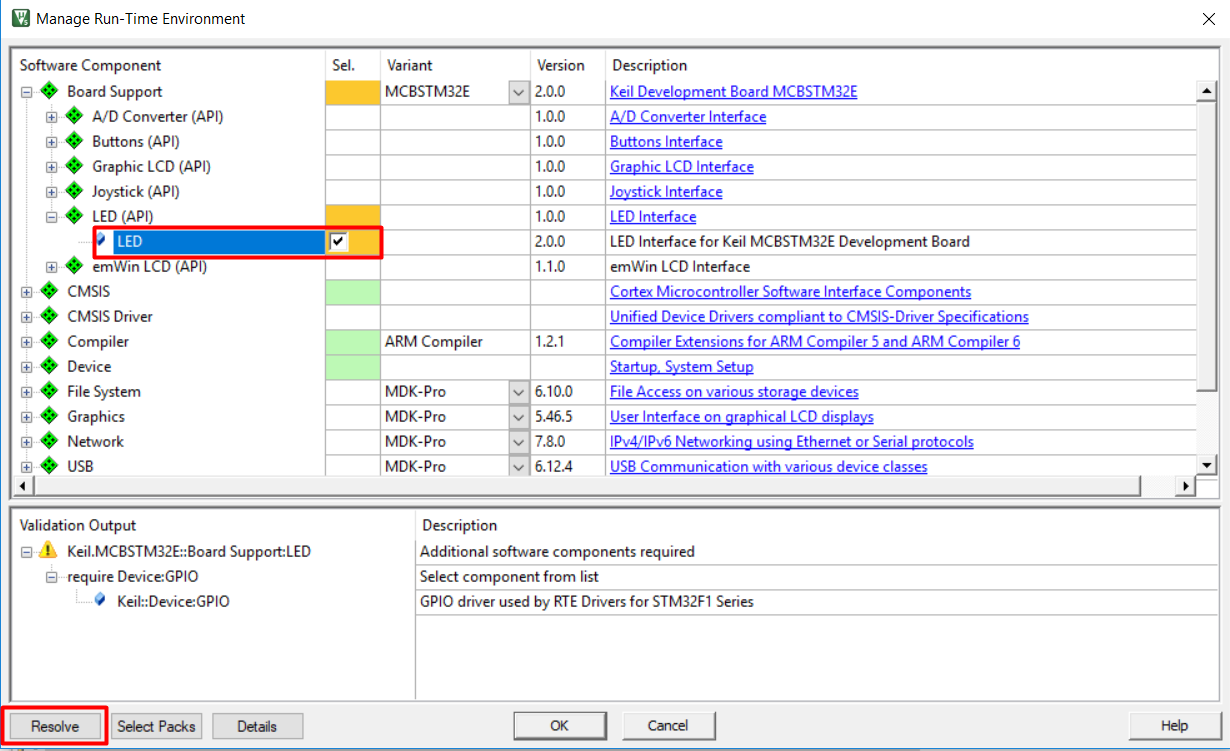 Manage Run-Time Environment
Software Component Sel. Variant Version Description
Board Support MCBSTM32E 2.0.0 Keil Development Board MCBSTM32E
A/D Converter (API) 1.0.0 A/D Converter Interface
Buttons (API) 1.0.0 Buttons Interface
Graphic LCD (API) 1.0.0 Graphic LCD Interface
Joystick (API) 1.0.0 Joystick Interface
LED (API) 1.0.0 LED Interface
LED 2.0.0 LED Interface for Keil MCBSTM32E Development Board
emWin LCD (API) 1.1.0 emWin LCD Interface
CMSIS Cortex Microcontroller Software Interface Components
CMSIS Driver Unified Device Drivers compliant to CMSIS-Driver Specifications
Compiler ARM Compiler 1.2.1 Compiler Extensions for ARM Compiler 5 and ARM Compiler 6
Device Startup, System Setup
File System MDK-Pro 6.10.0 File Access on various storage devices
Graphics MDK-Pro 5.46.5 User Interface on graphical LCD displays
Network MDK-Pro 7.8.0 IPv4/IPv6 Networking using Ethernet or Serial protocols
USB MDK-Pro 6.12.4 USB Communication with various device classes
Validation Output Description
Keil.MCBSTM32E::Board Support:LED Additional software components required
require Device:GPIO Select component from list
Keil::Device:GPIO GPIO driver used by RTE Drivers for STM32F1 Series
Resolve Select Packs Details OK Cancel Help